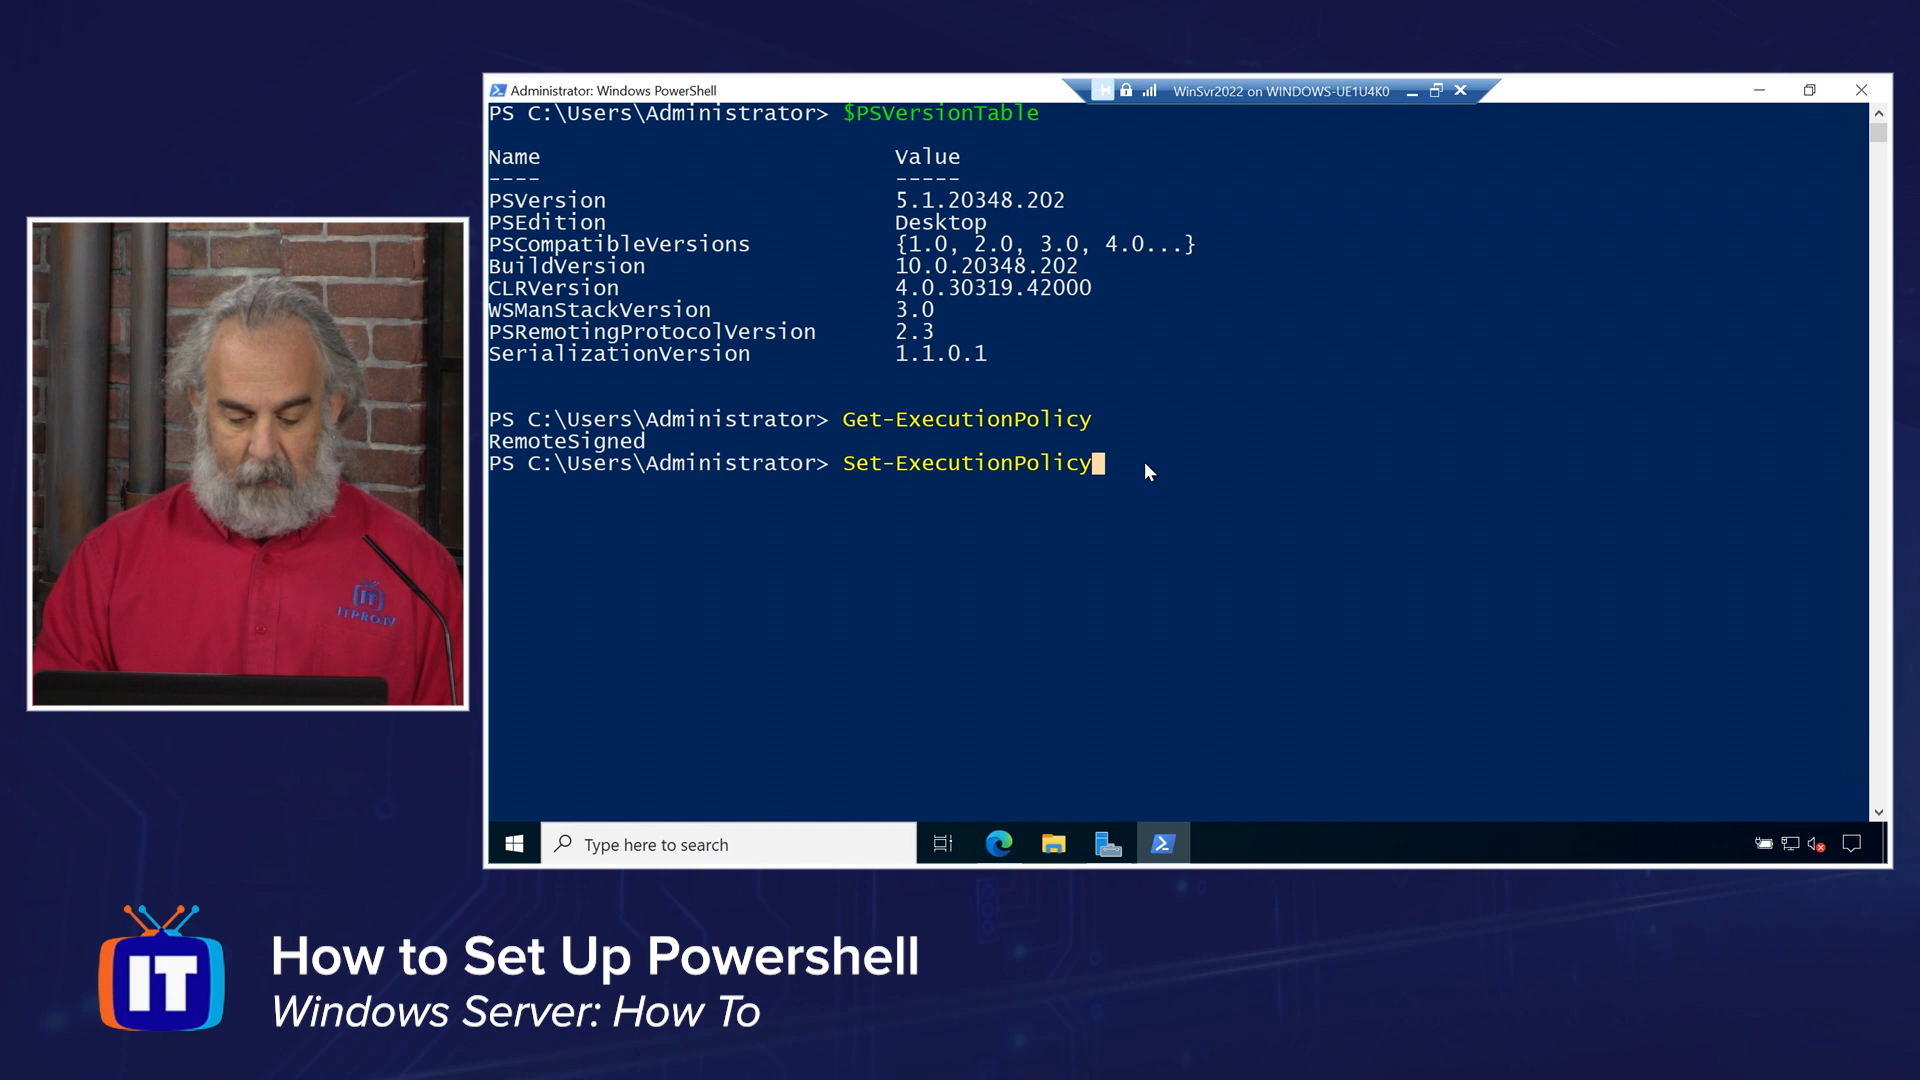 Administrator: Windows PowerShell
WinSvr2022 on WINDOWS-UE1U4K0
PS C:\Users\Administrator> $PSVersionTable
Name Value
---- -----
PSVersion 5.1.20348.202
PSEdition Desktop
PSCompatibleVersions {1.0, 2.0, 3.0, 4.0...}
BuildVersion 10.0.20348.202
CLRVersion 4.0.30319.42000
WSManStackVersion 3.0
PSRemotingProtocolVersion 2.3
SerializationVersion 1.1.0.1
PS C:\Users\Administrator> Get-ExecutionPolicy
RemoteSigned
PS C:\Users\Administrator> Set-ExecutionPolicy
IT
ITPRO.TV
Type here to search
IT
How to Set Up Powershell
Windows Server: How To